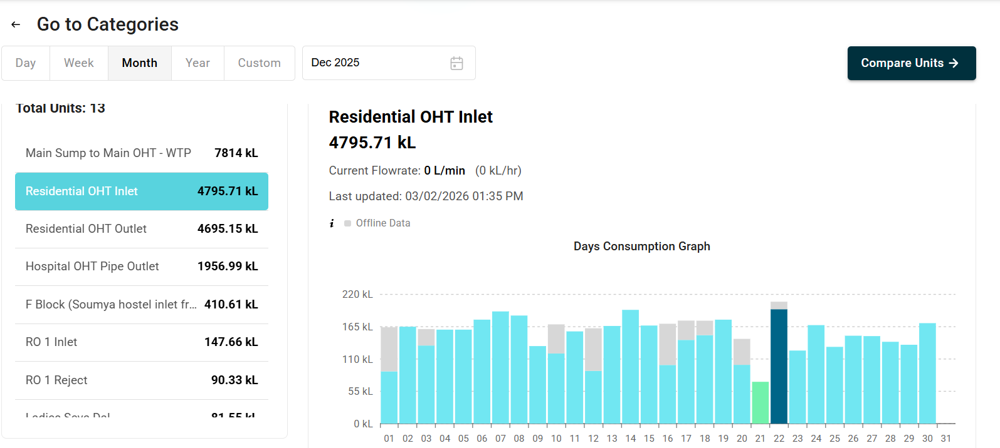 ← Go to Categories
Day Week Month Year Custom Dec 2025 Compare Units →
Total Units: 13
Main Sump to Main OHT - WTP 7814 kL
Residential OHT Inlet 4795.71 kL
Residential OHT Outlet 4695.15 kL
Hospital OHT Pipe Outlet 1956.99 kL
F Block (Soumya hostel inlet fr... 410.61 kL
RO 1 Inlet 147.66 kL
RO 1 Reject 90.33 kL
Ladies Seva Dal 81.55 kL
Residential OHT Inlet
4795.71 kL
Current Flowrate: 0 L/min (0 kL/hr)
Last updated: 03/02/2026 01:35 PM
i Offline Data
Days Consumption Graph
220 kL
165 kL
110 kL
55 kL
0 kL
01 02 03 04 05 06 07 08 09 10 11 12 13 14 15 16 17 18 19 20 21 22 23 24 25 26 27 28 29 30 31